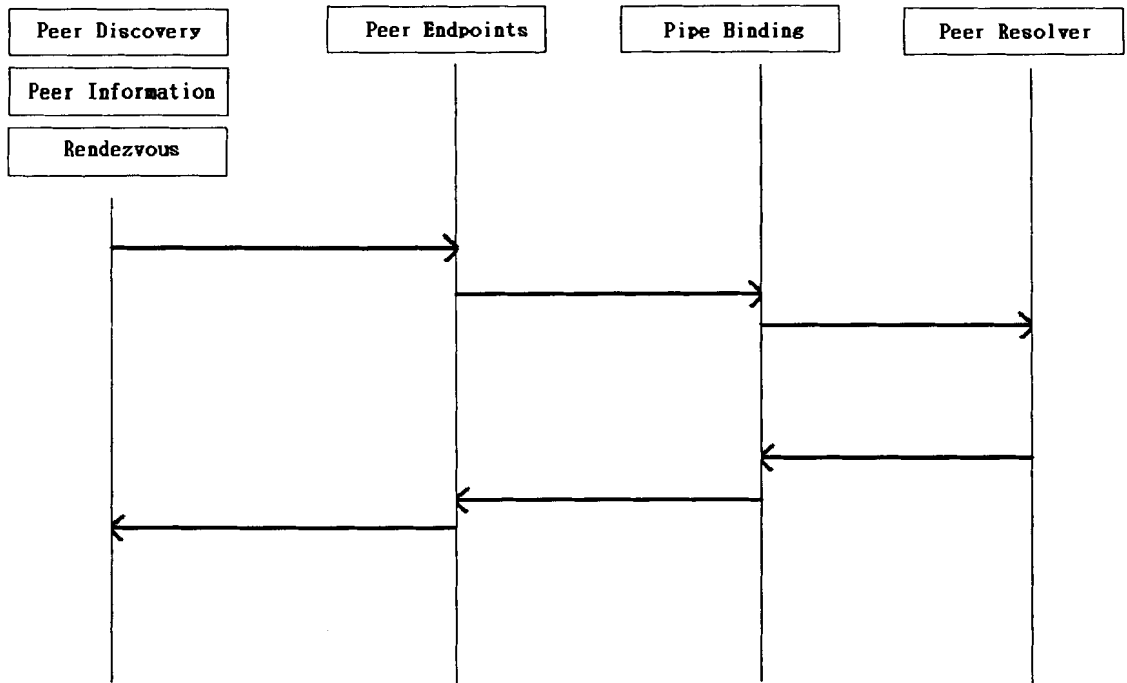 Peer Discovery
Peer Endpoints
Pipe Binding
Peer Resolver
Peer Information
Rendezvous